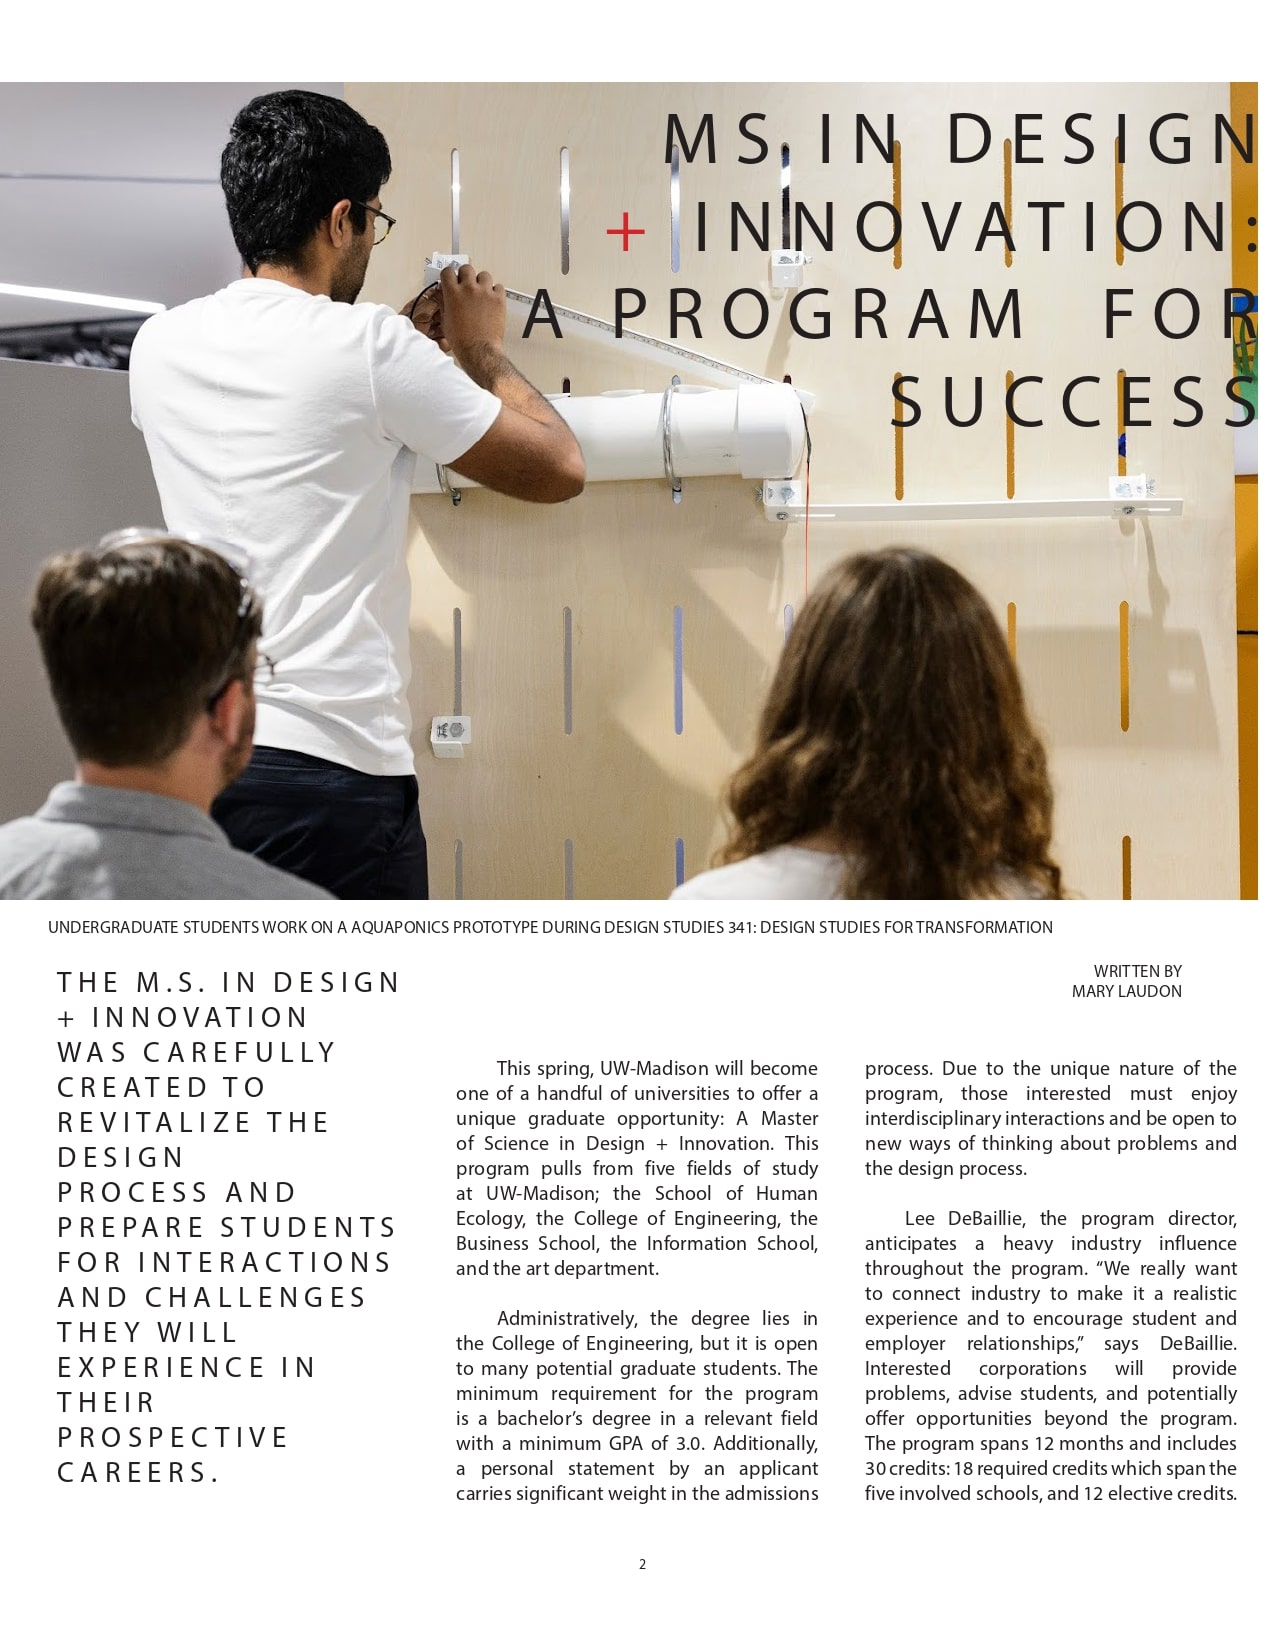 MS IN DESIGN
+ INNOVATION:
A PROGRAM FOR
SUCCESS
UNDERGRADUATE STUDENTS WORK ON A AQUAPONICS PROTOTYPE DURING DESIGN STUDIES 341: DESIGN STUDIES FOR TRANSFORMATION
THE M.S. IN DESIGN
+ INNOVATION
WAS CAREFULLY
CREATED TO
REVITALIZE THE
DESIGN
PROCESS AND
PREPARE STUDENTS
FOR INTERACTIONS
AND CHALLENGES
THEY WILL
EXPERIENCE IN
THEIR
PROSPECTIVE
CAREERS.
WRITTEN BY
MARY LAUDON
This spring, UW-Madison will become
one of a handful of universities to offer a
unique graduate opportunity: A Master
of Science in Design + Innovation. This
program pulls from five fields of study
at UW-Madison; the School of Human
Ecology, the College of Engineering, the
Business School, the Information School,
and the art department.
Administratively, the degree lies in
the College of Engineering, but it is open
to many potential graduate students. The
minimum requirement for the program
is a bachelor’s degree in a relevant field
with a minimum GPA of 3.0. Additionally,
a personal statement by an applicant
carries significant weight in the admissions
process. Due to the unique nature of the
program, those interested must enjoy
interdisciplinary interactions and be open to
new ways of thinking about problems and
the design process.
Lee DeBaillie, the program director,
anticipates a heavy industry influence
throughout the program. “We really want
to connect industry to make it a realistic
experience and to encourage student and
employer relationships,” says DeBaillie.
Interested corporations will provide
problems, advise students, and potentially
offer opportunities beyond the program.
The program spans 12 months and includes
30 credits: 18 required credits which span the
five involved schools, and 12 elective credits.
2